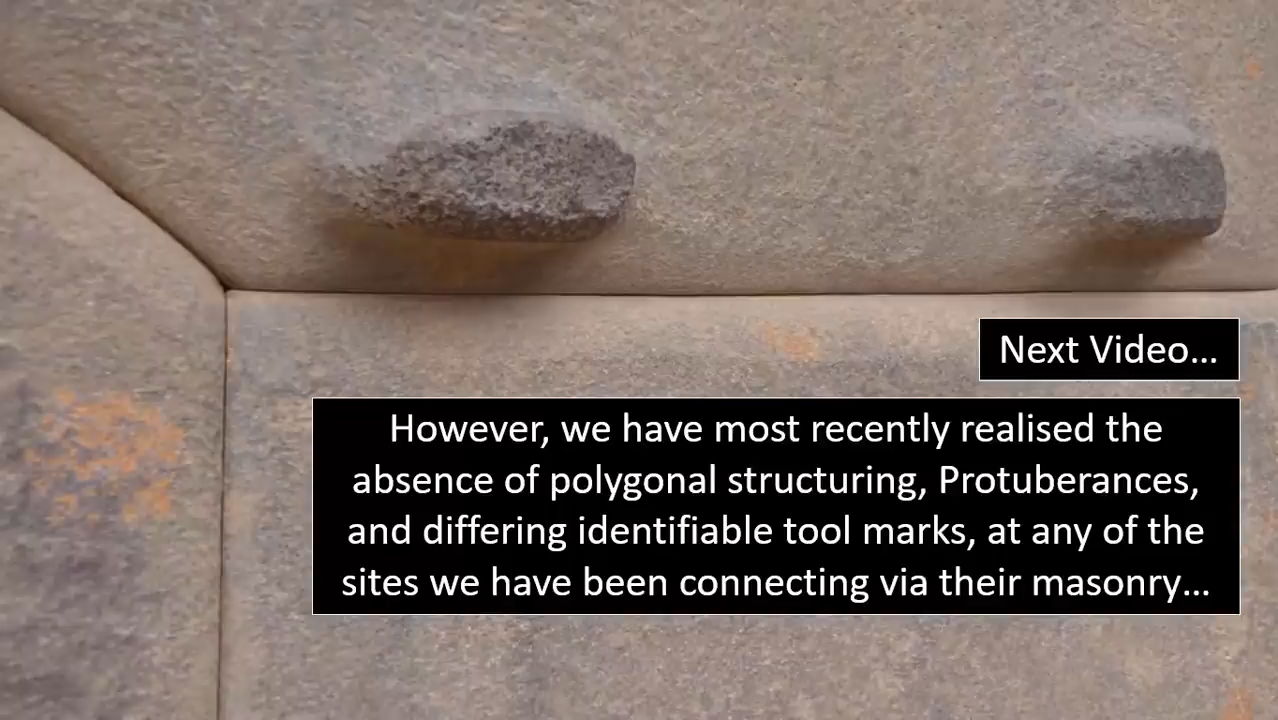 Next Video...
However, we have most recently realised the
absence of polygonal structuring, Protuberances,
and differing identifiable tool marks, at any of the
sites we have been connecting via their masonry...